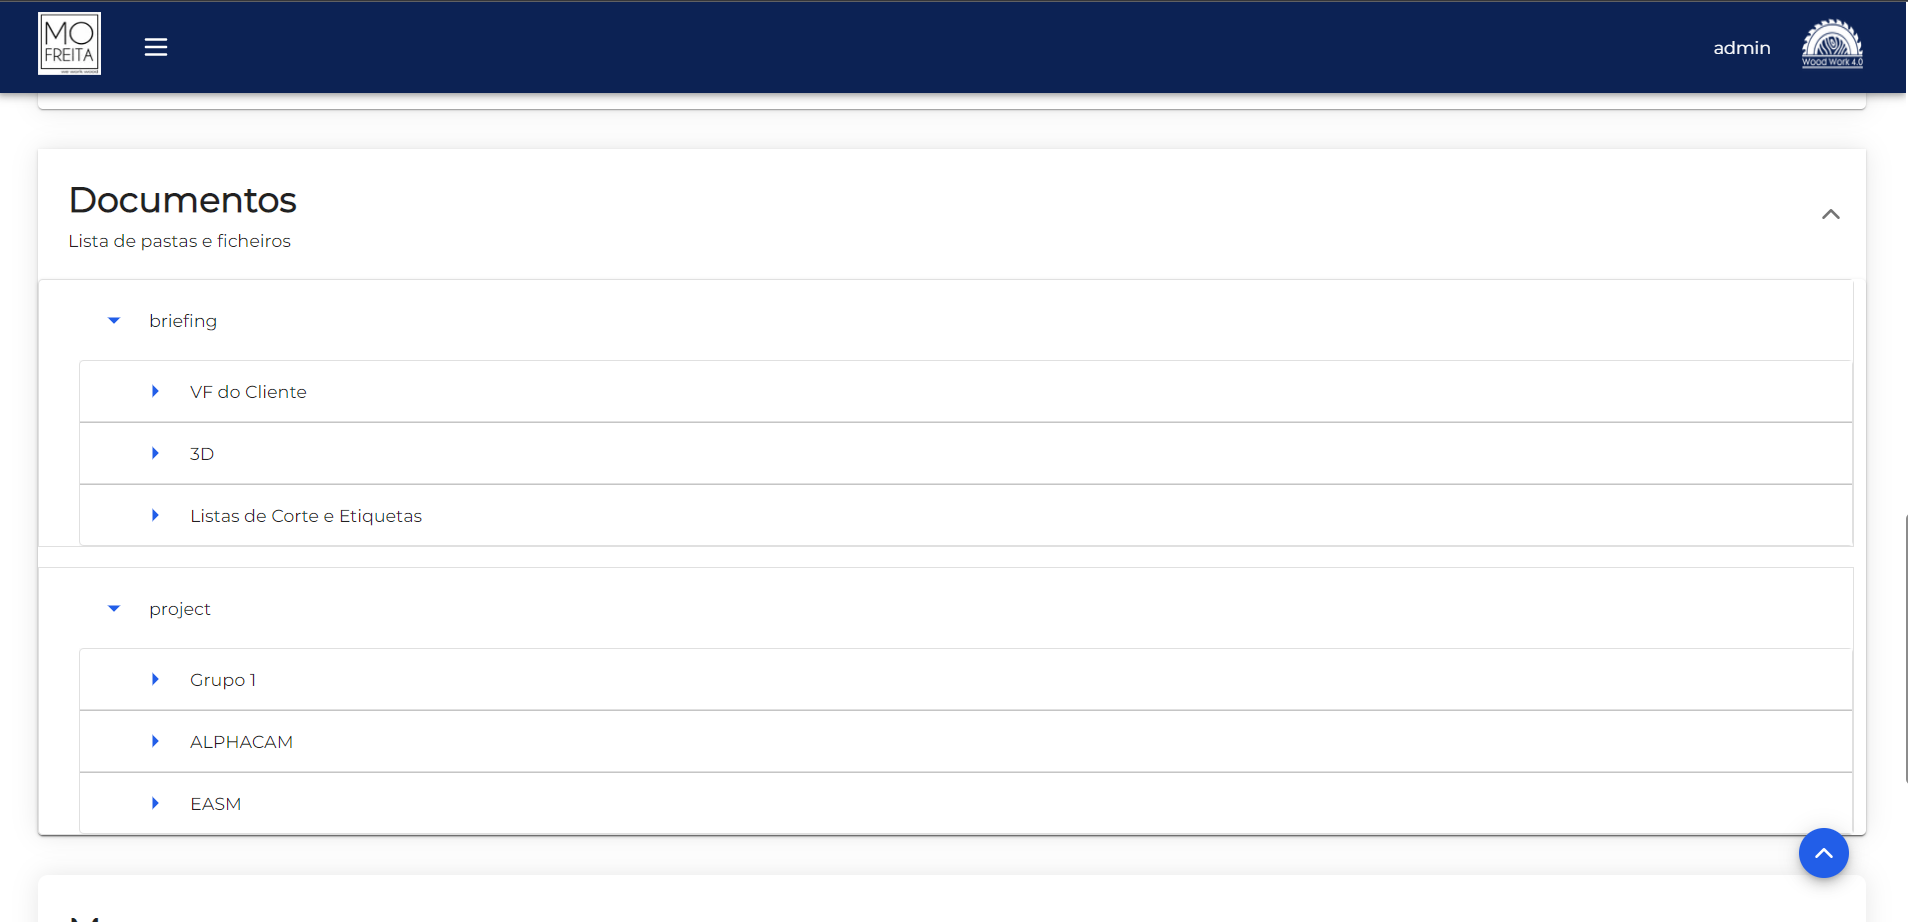 MO
FREITA
admin
Wood Work 4.0
Documentos
Lista de pastas e ficheiros
briefing
VF do Cliente
3D
Listas de Corte e Etiquetas
project
Grupo 1
ALPHACAM
EASM